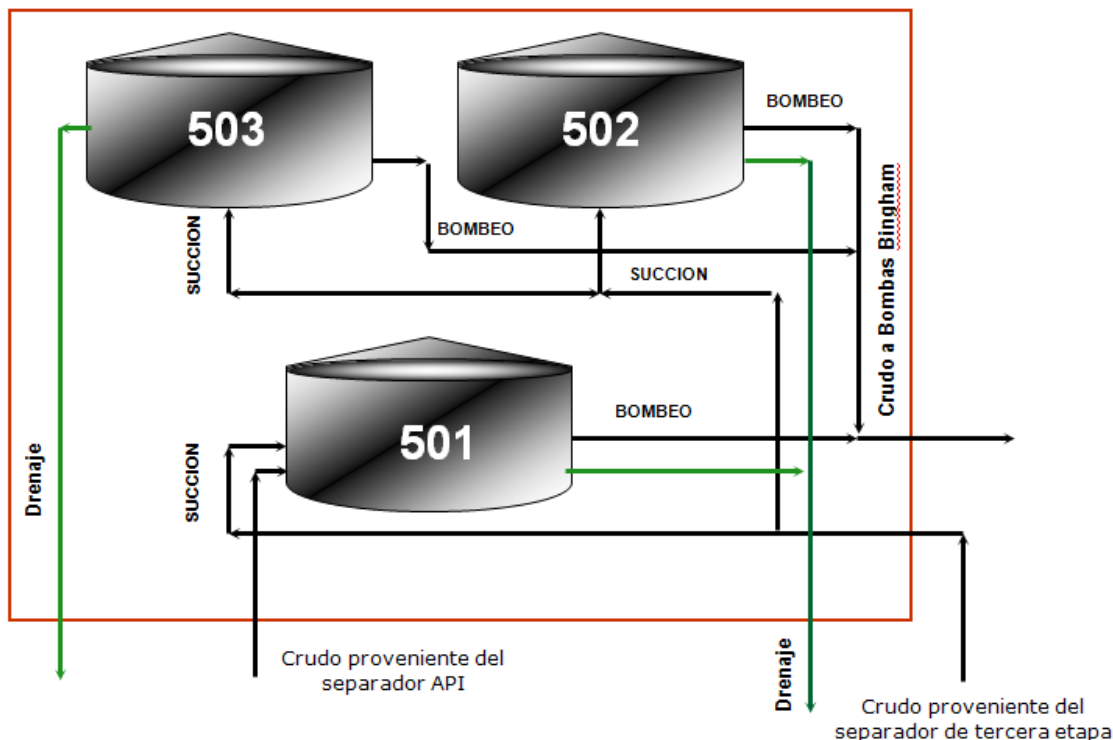 503
502
BOMBEO
SUCCION
BOMBEO
SUCCION
Crudo a Bombas Bingham
501
BOMBEO
SUCCION
Drenaje
Crudo proveniente del
separador API
Drenaje
Crudo proveniente del
separador de tercera etapa